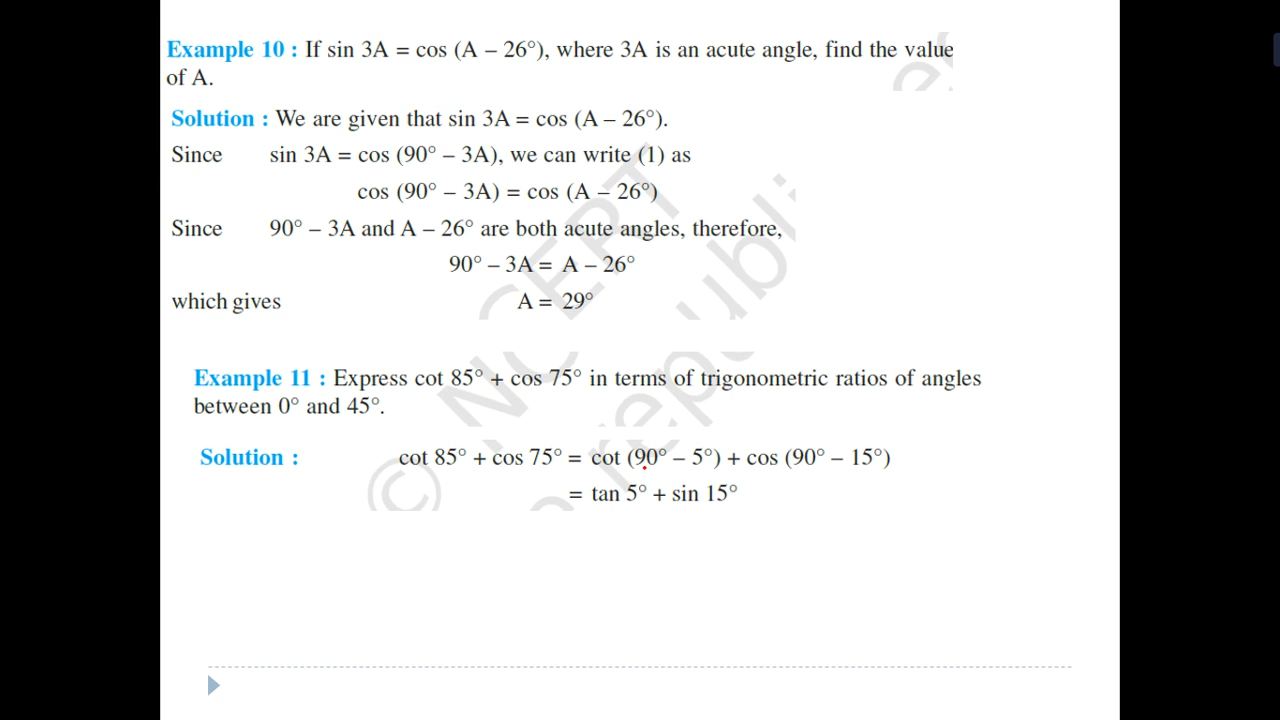 Example 10 : If sin 3A = cos (A – 26°), where 3A is an acute angle, find the value
of A.
Solution : We are given that sin 3A = cos (A – 26°).
Since sin 3A = cos (90° – 3A), we can write (1) as
cos (90° – 3A) = cos (A – 26°)
Since 90° – 3A and A – 26° are both acute angles, therefore,
90° – 3A = A – 26°
which gives A = 29°
Example 11 : Express cot 85° + cos 75° in terms of trigonometric ratios of angles
between 0° and 45°.
Solution : cot 85° + cos 75° = cot (90° – 5°) + cos (90° – 15°)
= tan 5° + sin 15°
© NCERT
republi